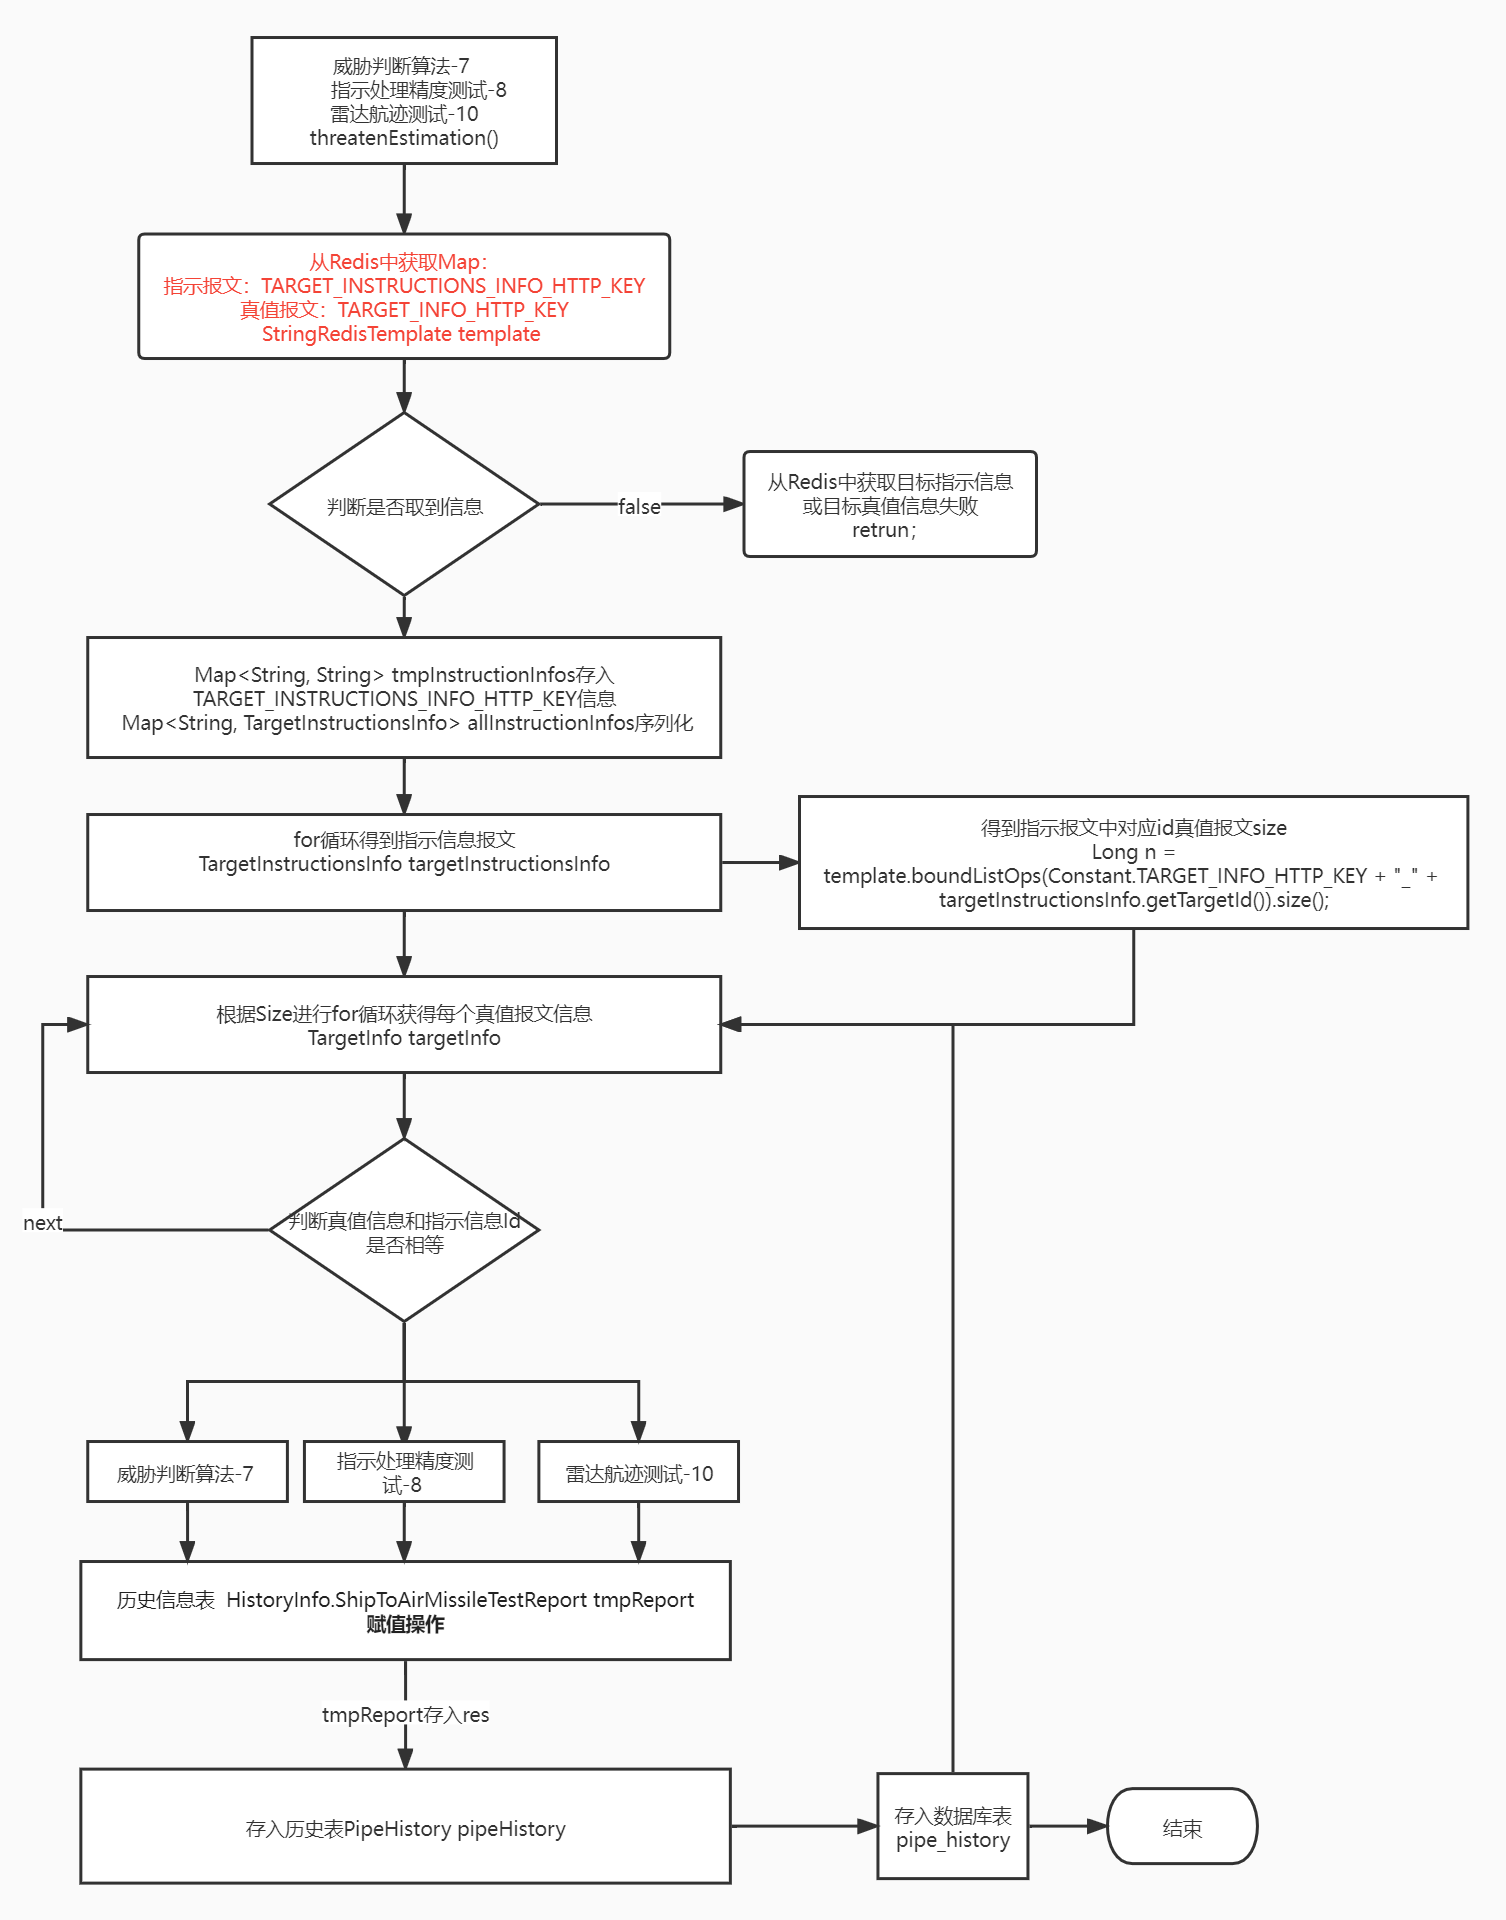 威胁判断算法-7
指示处理精度测试-8
雷达航迹测试-10
threatenEstimation()
从Redis中获取Map：
指示报文：TARGET_INSTRUCTIONS_INFO_HTTP_KEY
真值报文：TARGET_INFO_HTTP_KEY
StringRedisTemplate template
判断是否取到信息
false
从Redis中获取目标指示信息
或目标真值信息失败
retrun；
Map<String, String> tmpInstructionInfos存入
TARGET_INSTRUCTIONS_INFO_HTTP_KEY信息
Map<String, TargetInstructionsInfo> allInstructionInfos序列化
for循环得到指示信息报文
TargetInstructionsInfo targetInstructionsInfo
得到指示报文中对应id真值报文size
Long n =
template.boundListOps(Constant.TARGET_INFO_HTTP_KEY + "_" +
targetInstructionsInfo.getTargetId()).size();
根据Size进行for循环获得每个真值报文信息
TargetInfo targetInfo
next
判断真值信息和指示信息Id
是否相等
威胁判断算法-7
指示处理精度测
试-8
雷达航迹测试-10
历史信息表  HistoryInfo.ShipToAirMissileTestReport tmpReport
赋值操作
tmpReport存入res
存入历史表PipeHistory pipeHistory
存入数据库表
pipe_history
结束